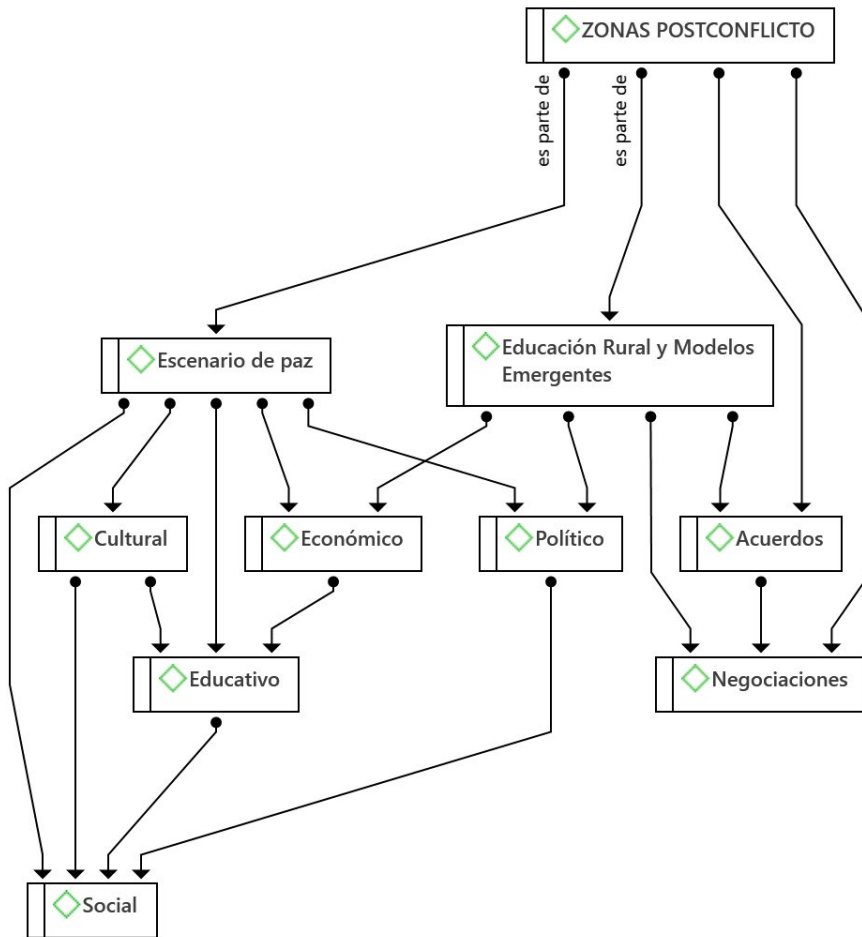 ZONAS POSTCONFLICTO
es parte de
es parte de
Escenario de paz
Educación Rural y Modelos
Emergentes
Cultural
Económico
Político
Acuerdos
Educativo
Negociaciones
Social